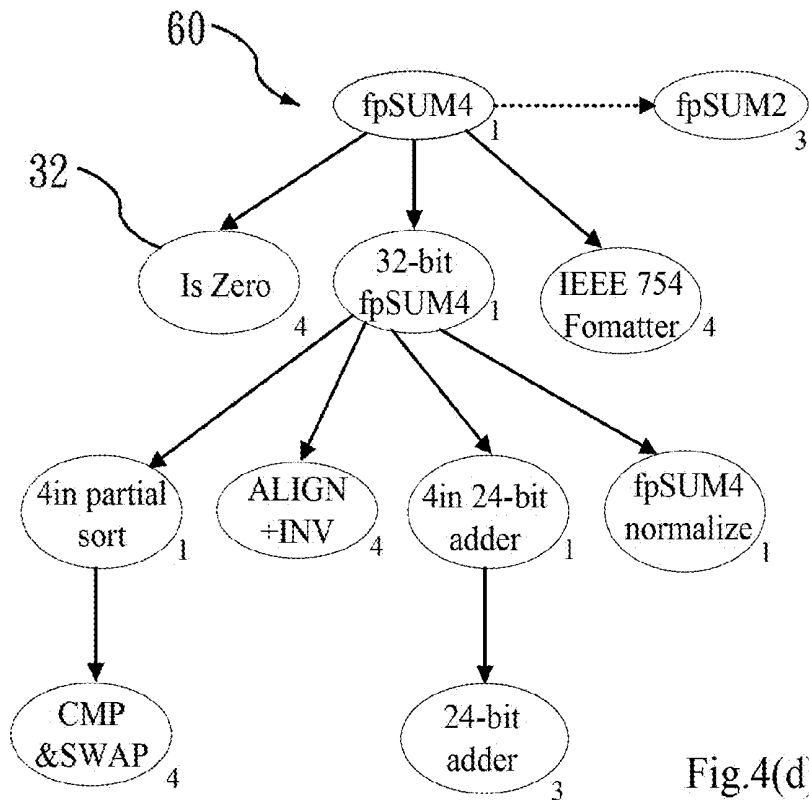 60
fpSUM4
1
fpSUM2
3
32
Is Zero
4
32-bit
fpSUM4
1
IEEE 754
Fomatter
4
4in partial
sort
1
ALIGN
+INV
4
4in 24-bit
adder
1
fpSUM4
normalize
1
CMP
&SWAP
4
24-bit
adder
3
Fig.4(d)